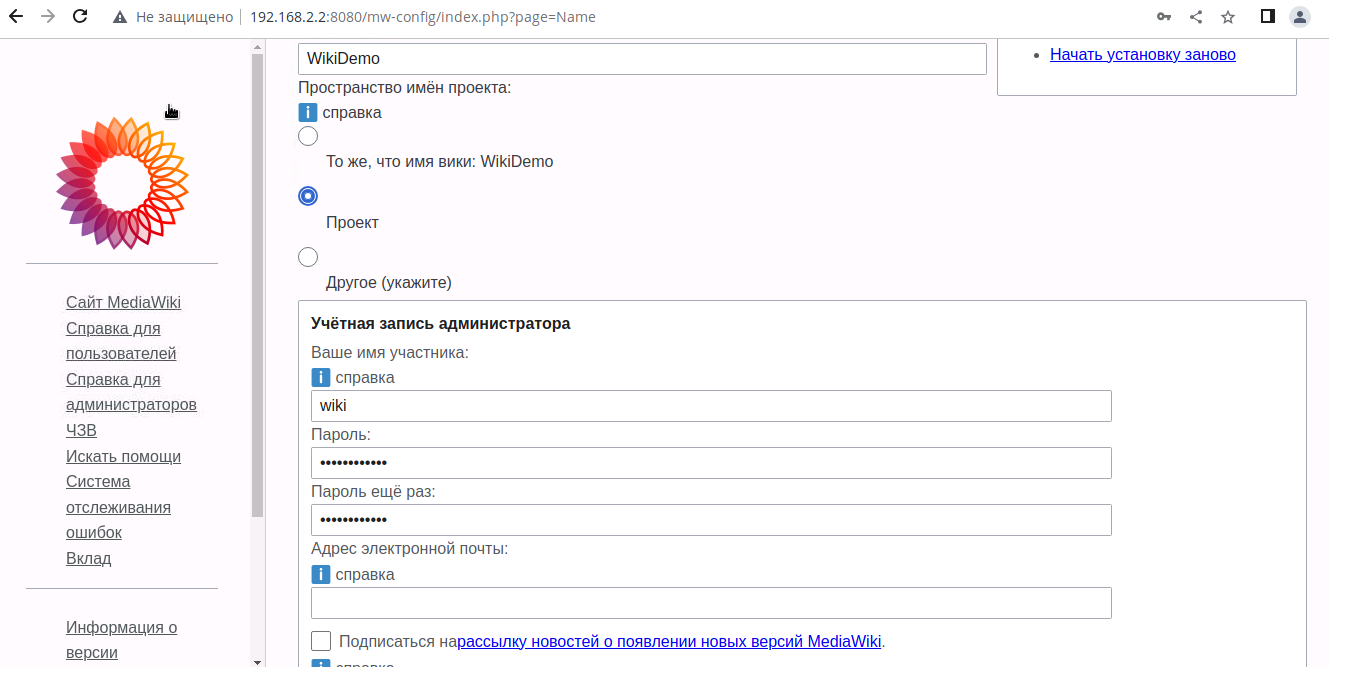 Не защищено 192.168.2.2:8080/mw-config/index.php?page=Name
WikiDemo
Начать установку заново
Пространство имён проекта:
справка
То же, что имя вики: WikiDemo
Проект
Другое (укажите)
Сайт MediaWiki
Справка для
пользователей
Справка для
администраторов
ЧЗВ
Искать помощи
Система
отслеживания
ошибок
Вклад
Информация о
версии
Учётная запись администратора
Ваше имя участника:
справка
wiki
Пароль:
••••••••••••
Пароль ещё раз:
••••••••••••
Адрес электронной почты:
справка
Подписаться нарассылку новостей о появлении новых версий MediaWiki.
справка